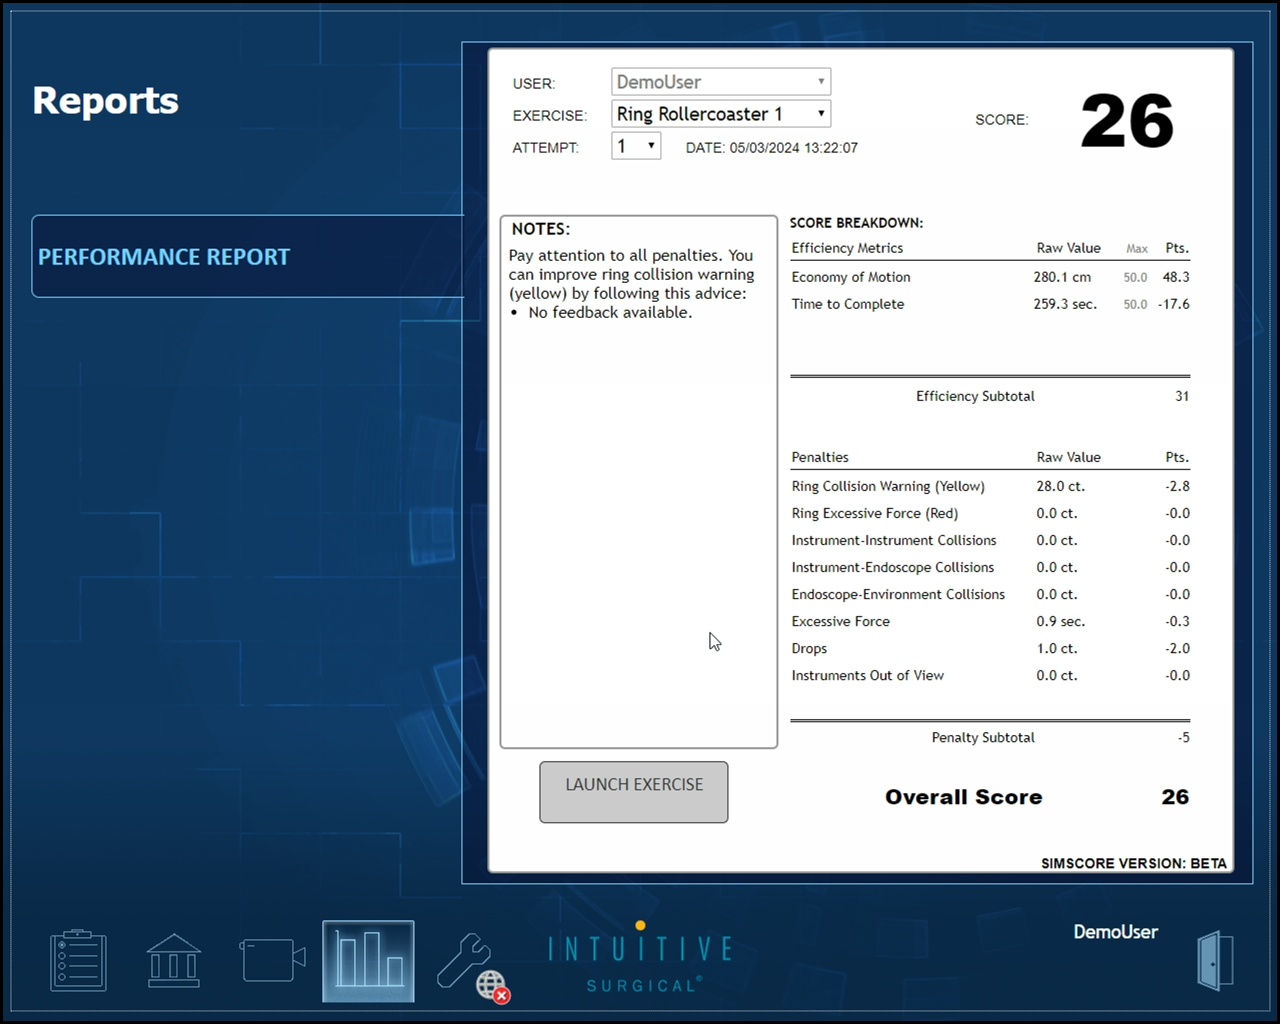 Reports
PERFORMANCE REPORT
USER: DemoUser
EXERCISE: Ring Rollercoaster 1
ATTEMPT: 1 DATE: 05/03/2024 13:22:07
SCORE: 26
NOTES:
Pay attention to all penalties. You
can improve ring collision warning
(yellow) by following this advice:
• No feedback available.
LAUNCH EXERCISE
SCORE BREAKDOWN:
Efficiency Metrics Raw Value Max Pts.
Economy of Motion 280.1 cm 50.0 48.3
Time to Complete 259.3 sec. 50.0 -17.6
Efficiency Subtotal 31
Penalties Raw Value Pts.
Ring Collision Warning (Yellow) 28.0 ct. -2.8
Ring Excessive Force (Red) 0.0 ct. -0.0
Instrument-Instrument Collisions 0.0 ct. -0.0
Instrument-Endoscope Collisions 0.0 ct. -0.0
Endoscope-Environment Collisions 0.0 ct. -0.0
Excessive Force 0.9 sec. -0.3
Drops 1.0 ct. -2.0
Instruments Out of View 0.0 ct. -0.0
Penalty Subtotal -5
Overall Score 26
SIMSCORE VERSION: BETA
INTUITIVE
SURGICAL®
DemoUser